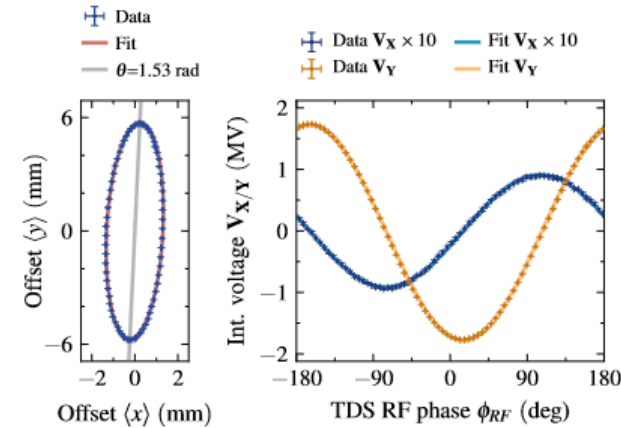 Data
Fit
θ=1.53 rad
Data V_X × 10
Fit V_X × 10
Data V_Y
Fit V_Y
6
0
−6
Offset ⟨y⟩ (mm)
−2
0
2
Offset ⟨x⟩ (mm)
2
1
0
−1
−2
Int. voltage V_X/Y (MV)
−180
−90
0
90
180
TDS RF phase ϕ_RF (deg)